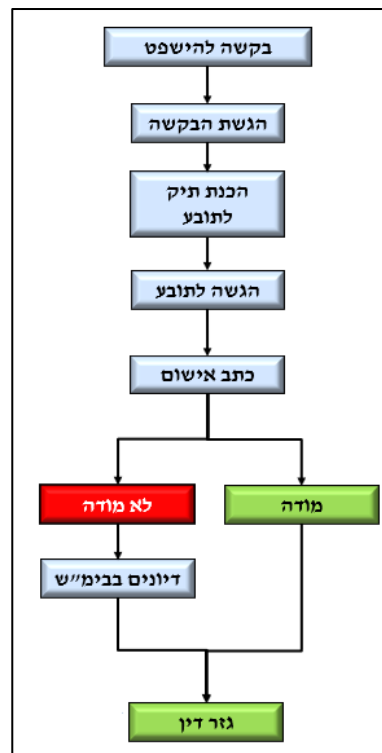 בקשה להישפט
הגשת הבקשה
הכנת תיק
לתובע
הגשה לתובע
כתב אישום
לא מודה
מודה
דיונים בבימ״ש
גזר דין